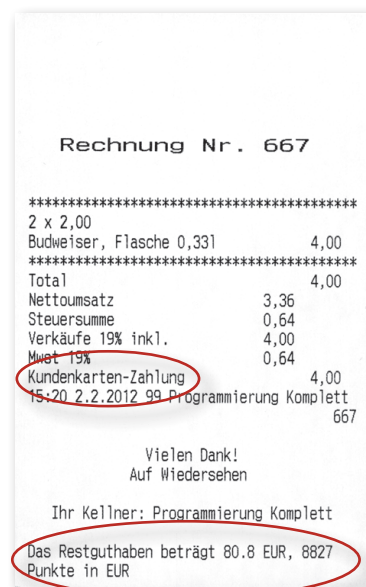 Rechnung Nr. 667
******************************************
2 x 2,00
Budweiser, Flasche 0,33l 4,00
******************************************
Total 4,00
Nettoumsatz 3,36
Steuersumme 0,64
Verkäufe 19% inkl. 4,00
Mwst 19% 0,64
Kundenkarten-Zahlung 4,00
15:20 2.2.2012 99 Programmierung Komplett
667
Vielen Dank!
Auf Wiedersehen
Ihr Kellner: Programmierung Komplett
Das Restguthaben beträgt 80.8 EUR, 8827
Punkte in EUR